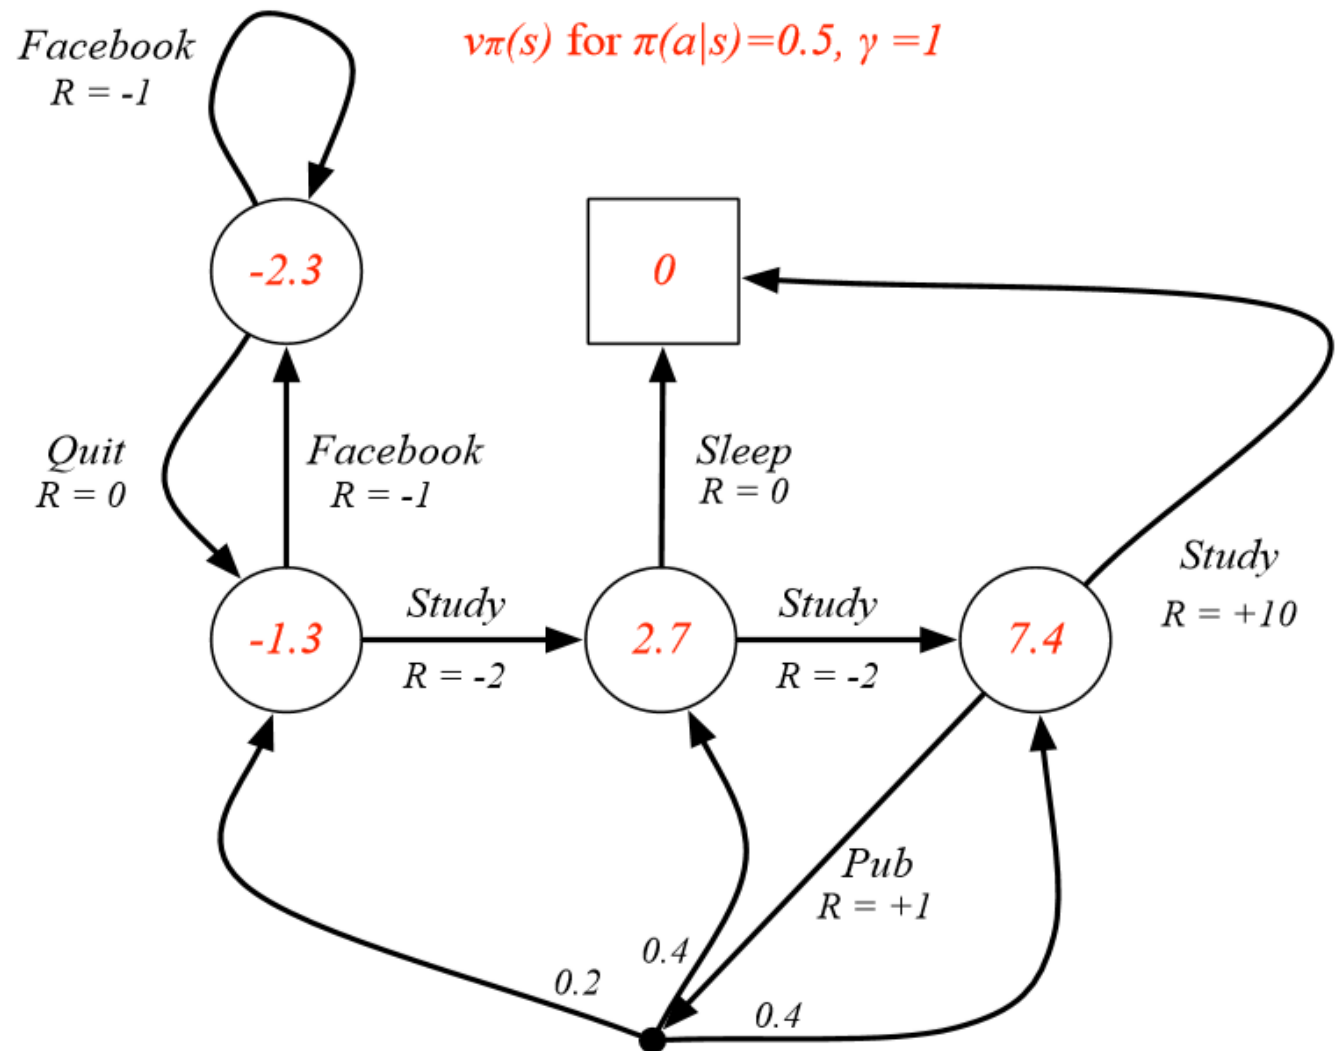 vπ(s) for π(a|s)=0.5, γ =1
Facebook
R = -1
-2.3
0
Quit
R = 0
Facebook
R = -1
Sleep
R = 0
Study
R = +10
-1.3
Study
R = -2
2.7
Study
R = -2
7.4
Pub
R = +1
0.2
0.4
0.4